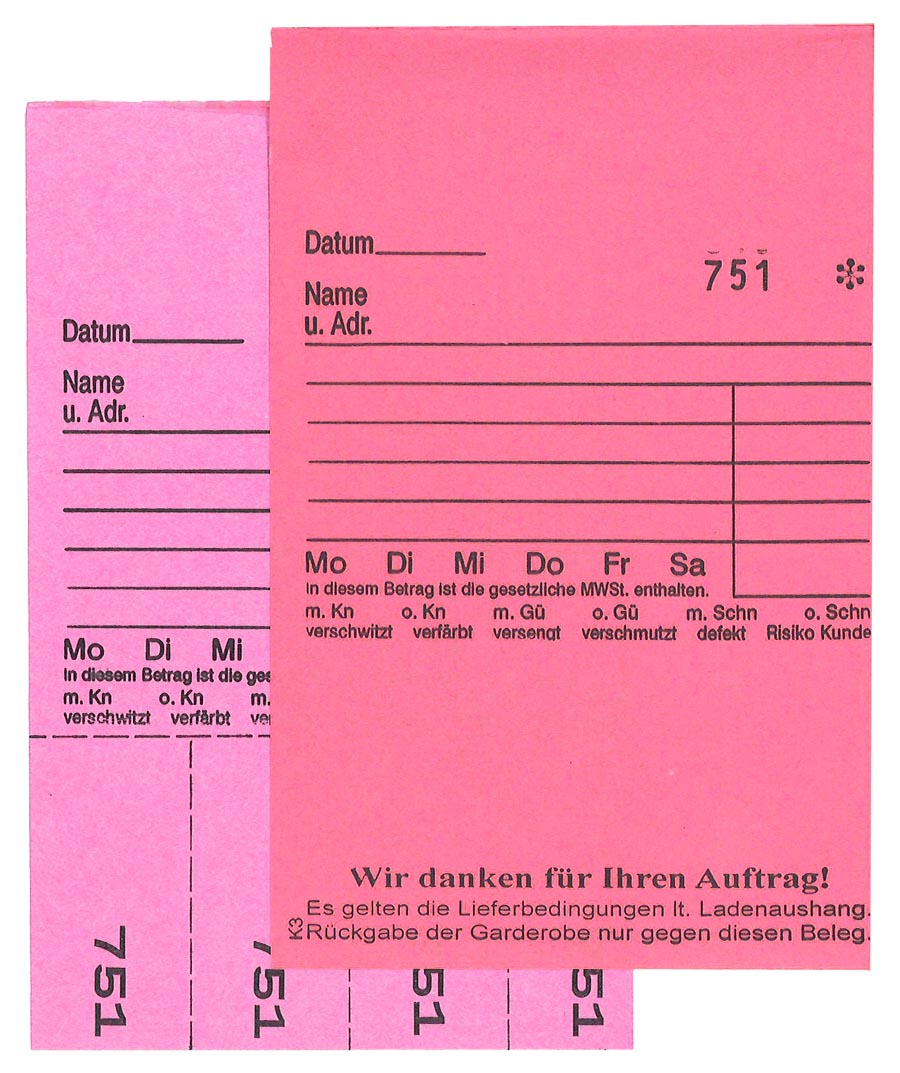 Datum
751 *
Name
u. Adr.
Mo Di Mi Do Fr Sa
In diesem Betrag ist die gesetzliche MWSt. enthalten.
m. Kn o. Kn m. Gü o. Gü m. Schn o. Schn
verschwitzt verfärbt versengt verschmutzt defekt Risiko Kunde
Wir danken für Ihren Auftrag!
Es gelten die Lieferbedingungen lt. Ladenaushang.
Rückgabe der Garderobe nur gegen diesen Beleg.
K3
Datum
Name
u. Adr.
Mo Di Mi
In diesem Betrag ist die ges
m. Kn o. Kn m.
verschwitzt verfärbt ve
751 751 751 751